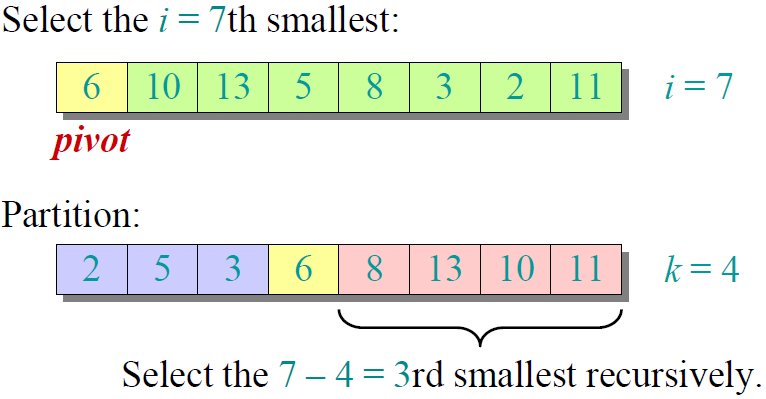 Select the i = 7th smallest:
6 10 13 5 8 3 2 11 i = 7
pivot
Partition:
2 5 3 6 8 13 10 11 k = 4
Select the 7 – 4 = 3rd smallest recursively.